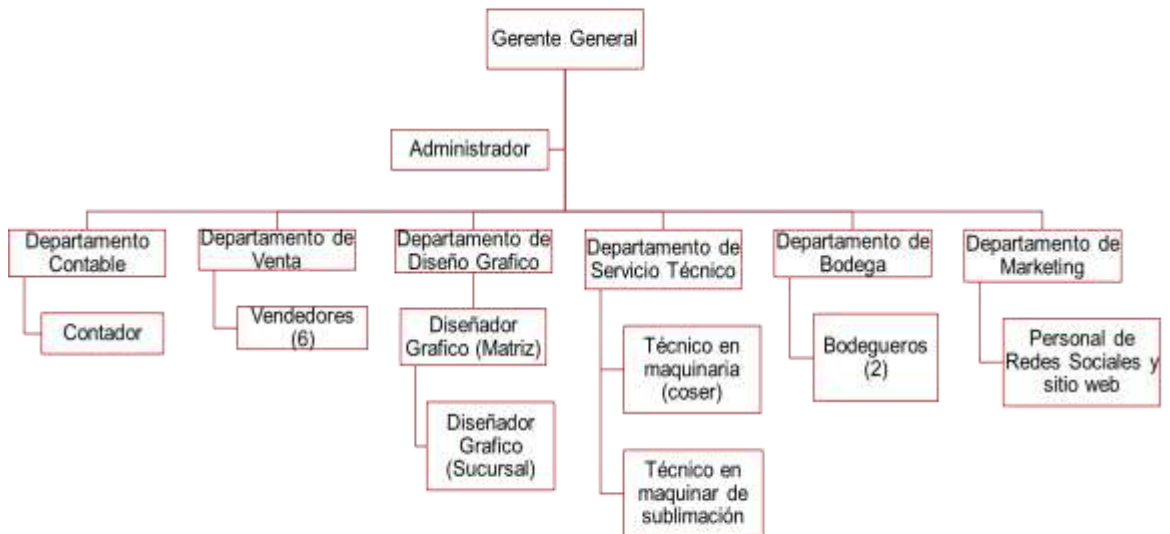 Gerente General
Administrador
Departamento
Contable
Departamento de
Venta
Departamento de
Diseño Grafico
Departamento de
Servicio Técnico
Departamento de
Bodega
Departamento de
Marketing
Contador
Vendedores
(6)
Diseñador
Grafico (Matriz)
Diseñador
Grafico
(Sucursal)
Técnico en
maquinaria
(coser)
Técnico en
maquinar de
sublimación
Bodegueros
(2)
Personal de
Redes Sociales y
sitio web